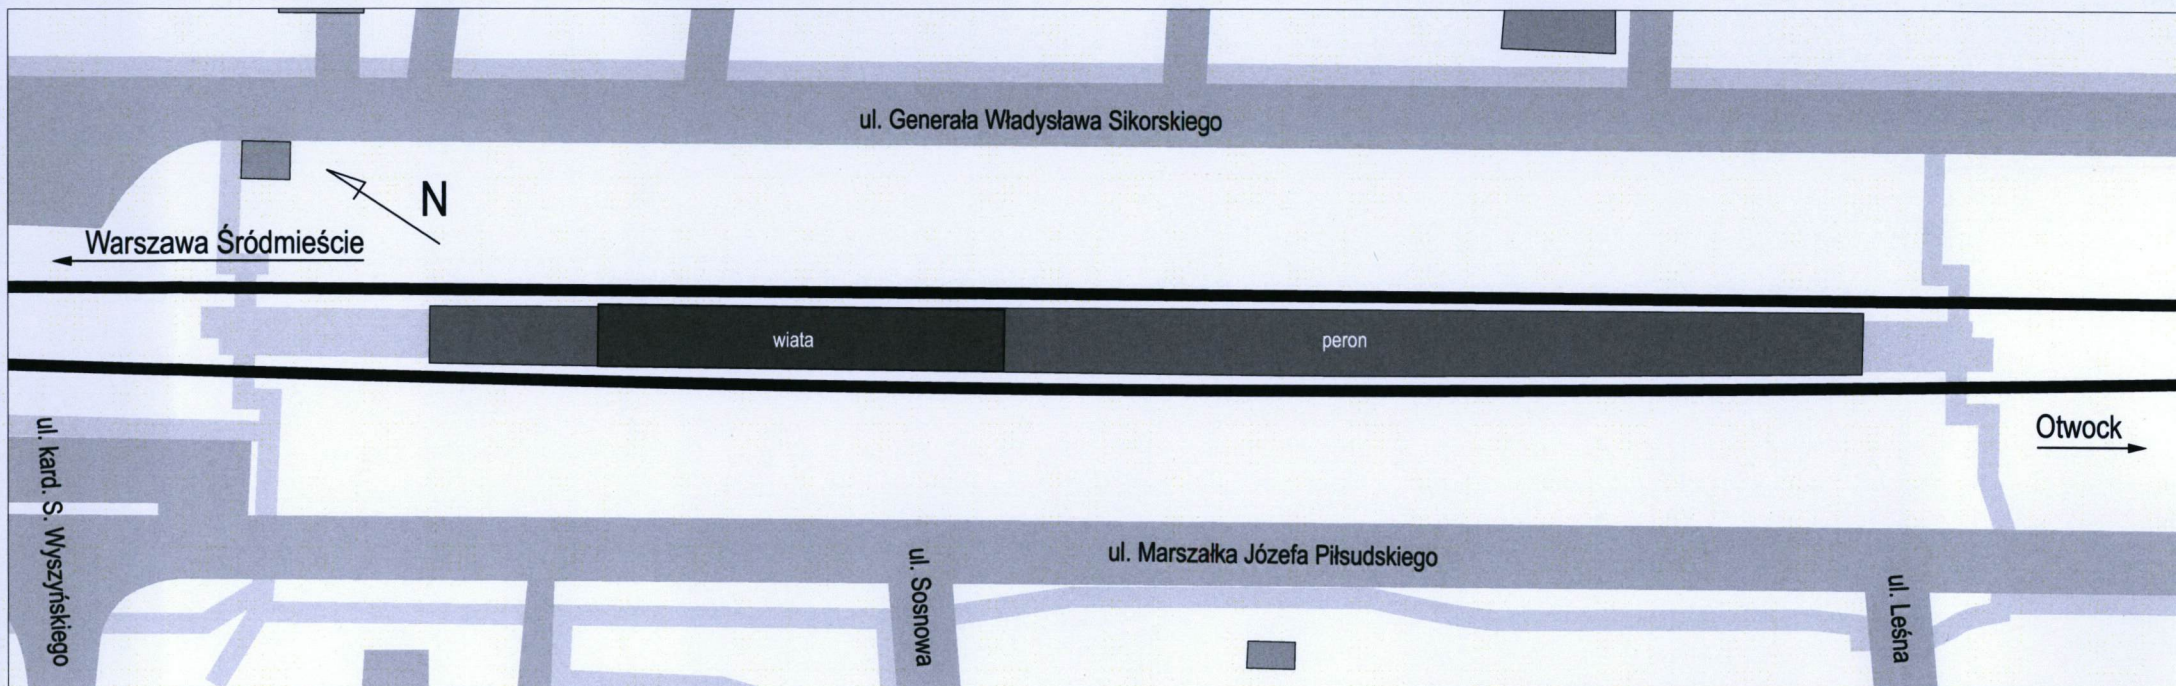 ul. Generała Władysława Sikorskiego
N
Warszawa Śródmieście
wiata
peron
Otwock
ul. kard. S. Wyszyńskiego
ul. Sosnowa
ul. Marszałka Józefa Piłsudskiego
ul. Leśna